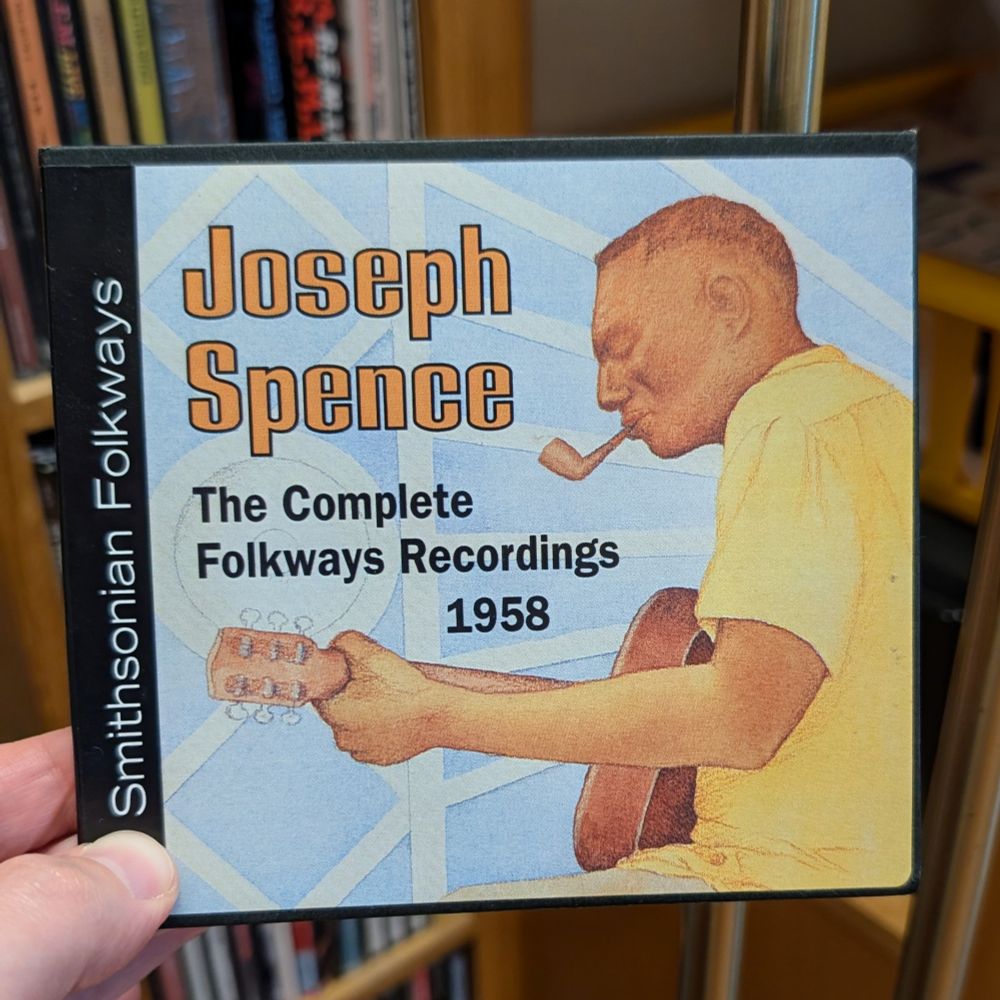 Smithsonian Folkways
Joseph
Spence
The Complete
Folkways Recordings
1958